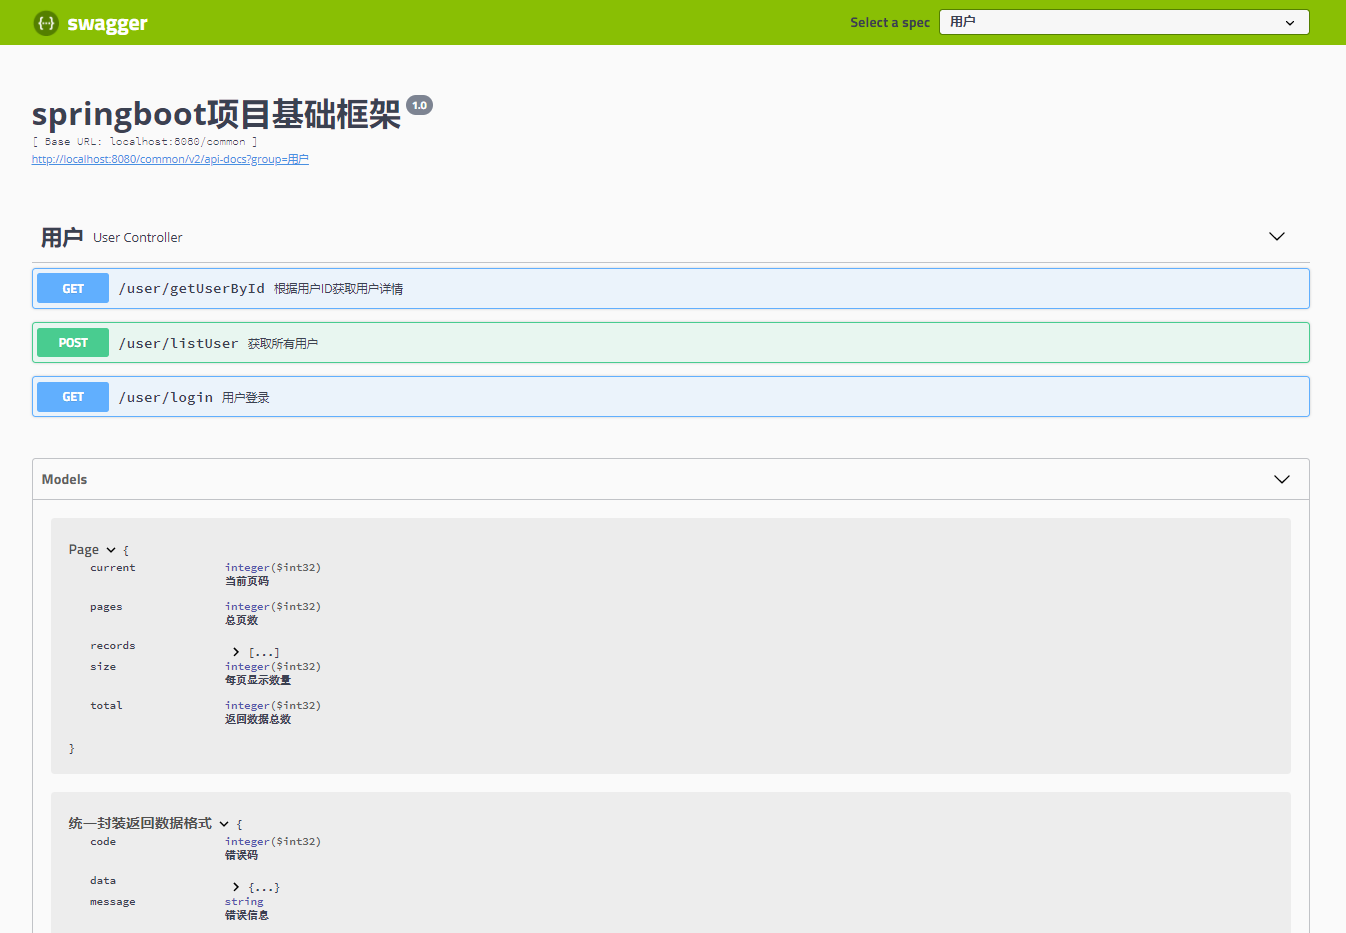 swagger
Select a spec 用户
springboot项目基础框架 1.0
[ Base URL: localhost:8080/common ]
http://localhost:8080/common/v2/api-docs?group=用户
用户 User Controller
GET /user/getUserById 根据用户ID获取用户详情
POST /user/listUser 获取所有用户
GET /user/login 用户登录
Models
Page {
current integer($int32)
当前页码
pages integer($int32)
总页数
records [...]
size integer($int32)
每页显示数量
total integer($int32)
返回数据总数
}
统一封装返回数据格式 {
code integer($int32)
错误码
data {...}
message string
错误信息